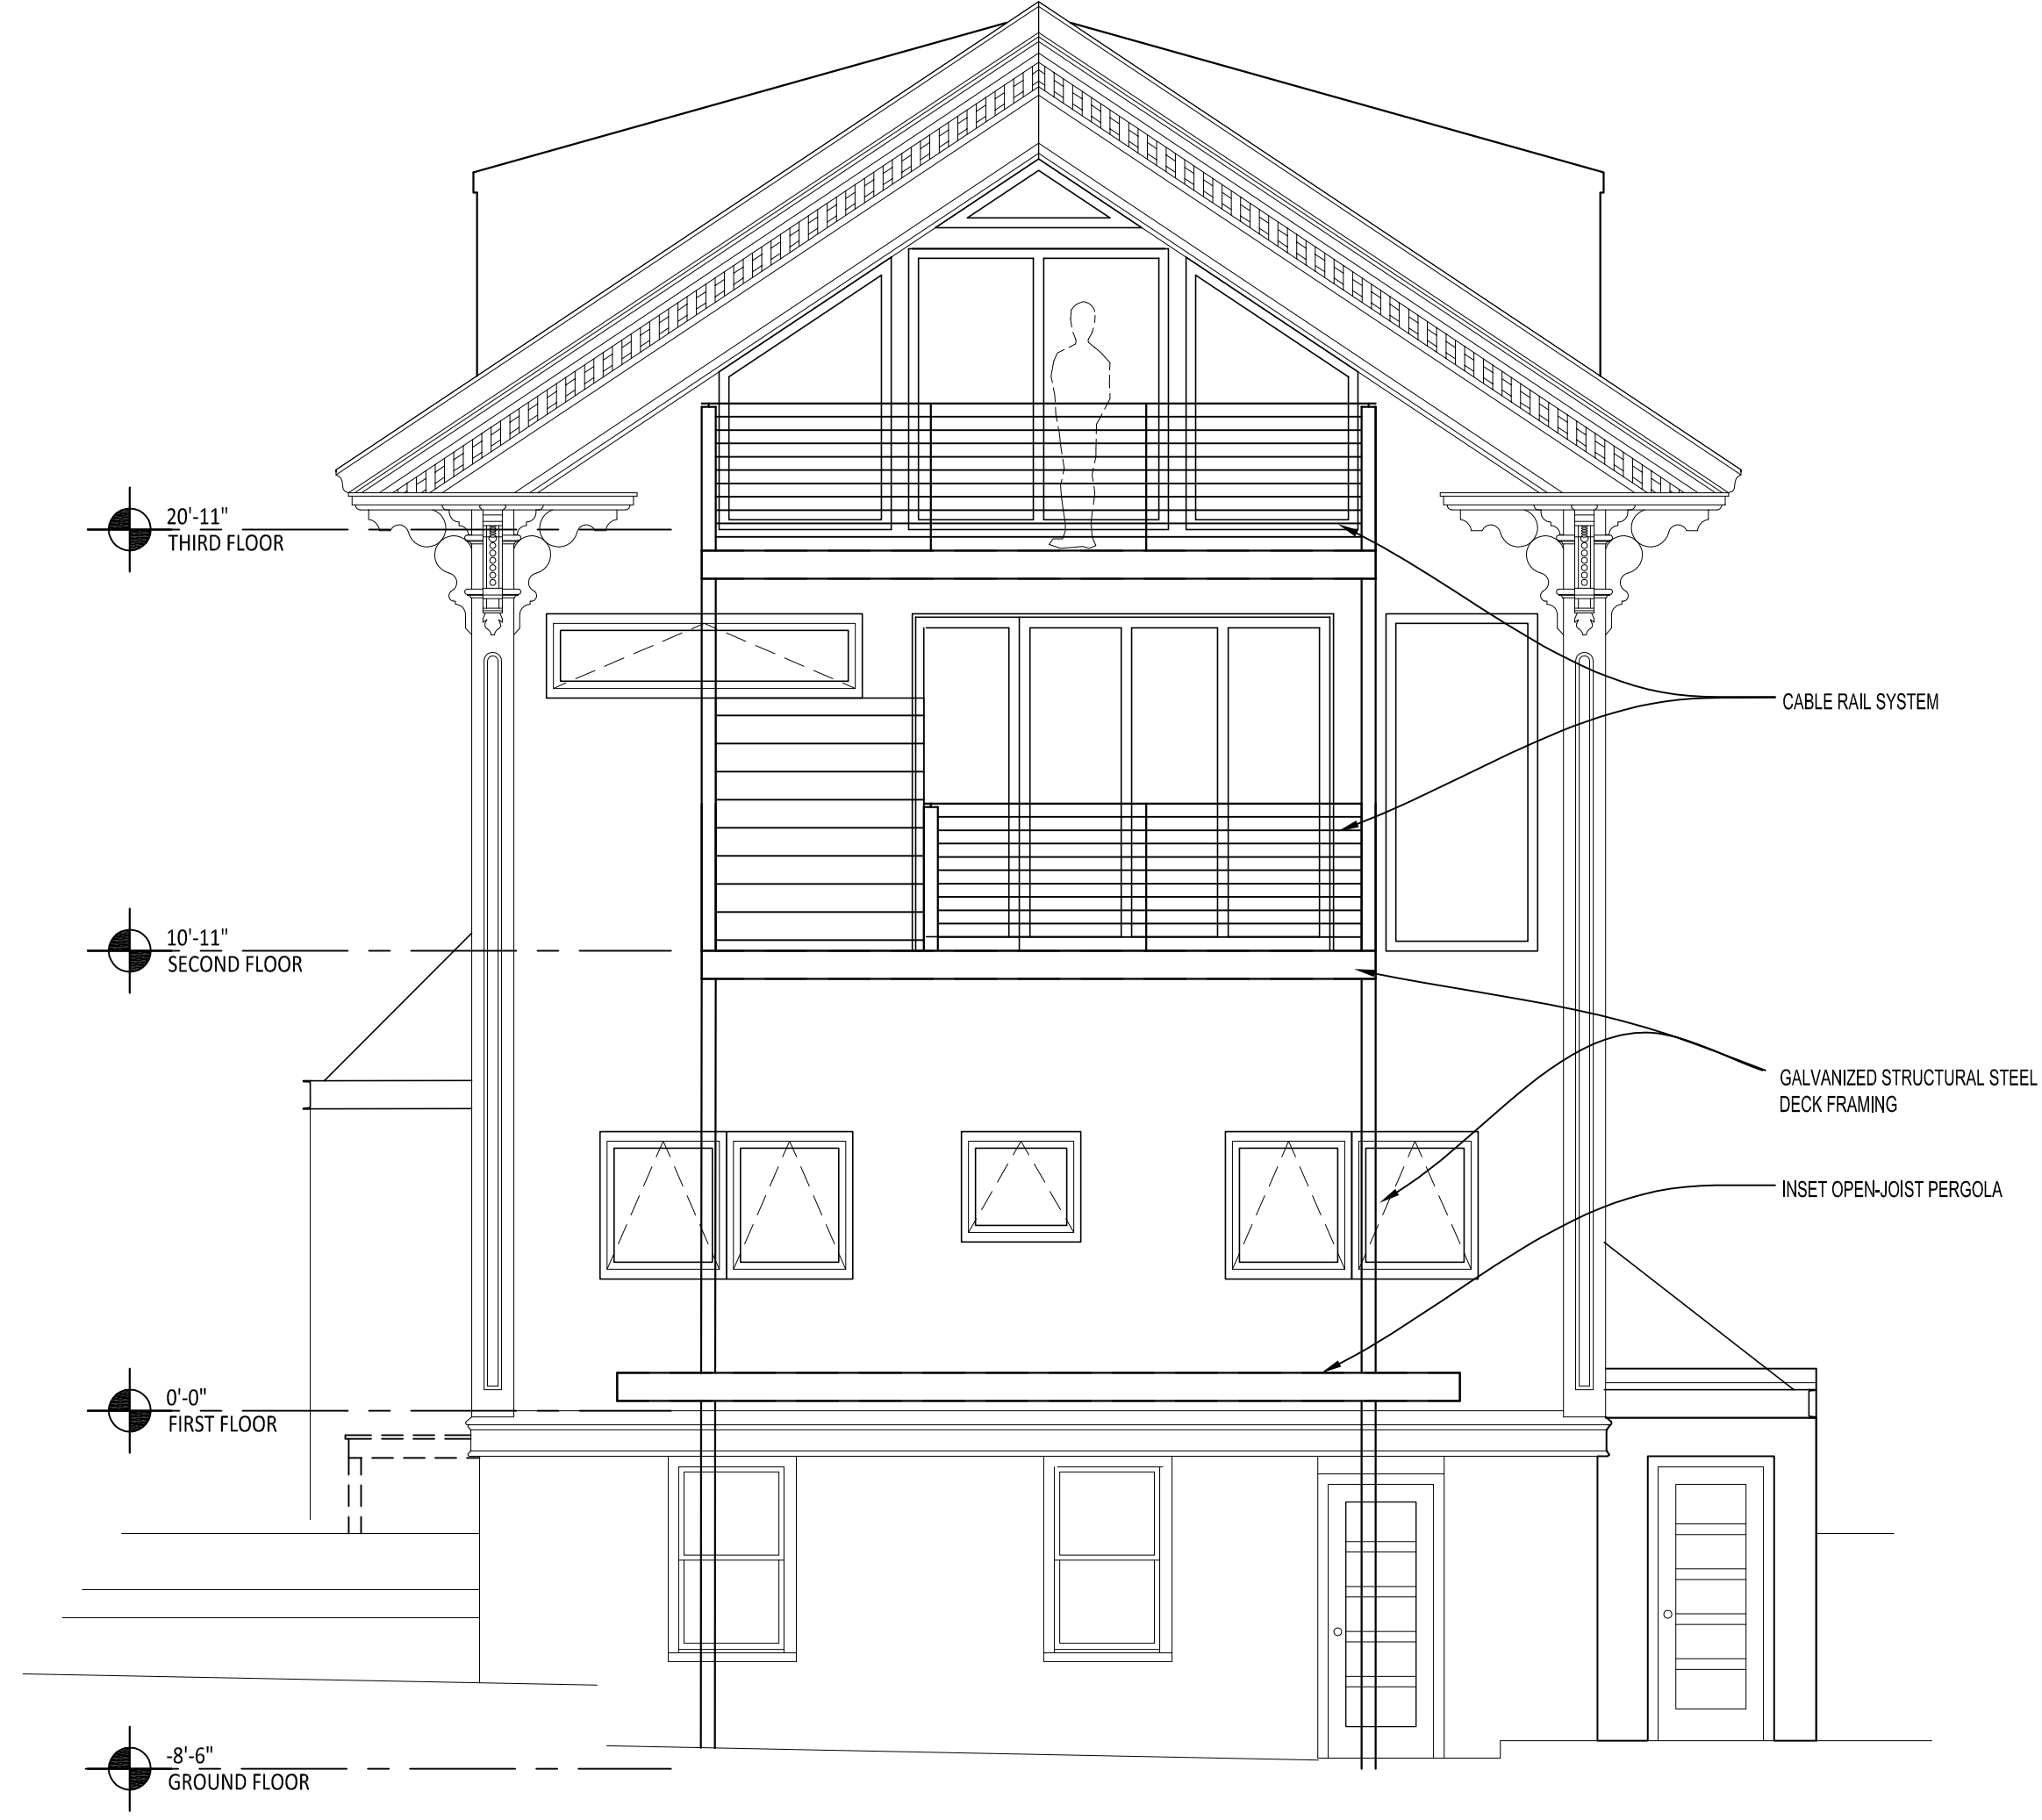 20'-11"
THIRD FLOOR
CABLE RAIL SYSTEM
10'-11"
SECOND FLOOR
GALVANIZED STRUCTURAL STEEL
DECK FRAMING
INSET OPEN-JOIST PERGOLA
0'-0"
FIRST FLOOR
-8'-6"
GROUND FLOOR